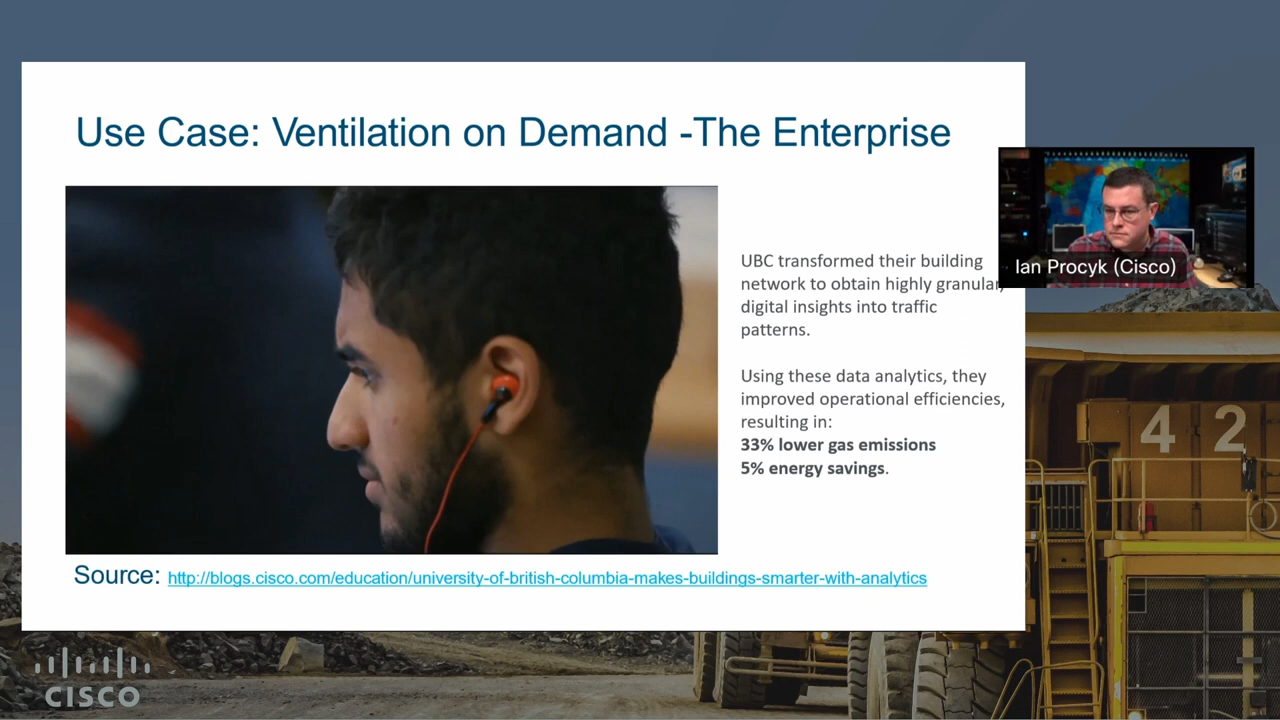 Use Case: Ventilation on Demand -The Enterprise
UBC transformed their building
network to obtain highly granular,
digital insights into traffic
patterns.
Using these data analytics, they
improved operational efficiencies,
resulting in:
33% lower gas emissions
5% energy savings.
Source: http://blogs.cisco.com/education/university-of-british-columbia-makes-buildings-smarter-with-analytics
Ian Procyk (Cisco)
4 2
CISCO